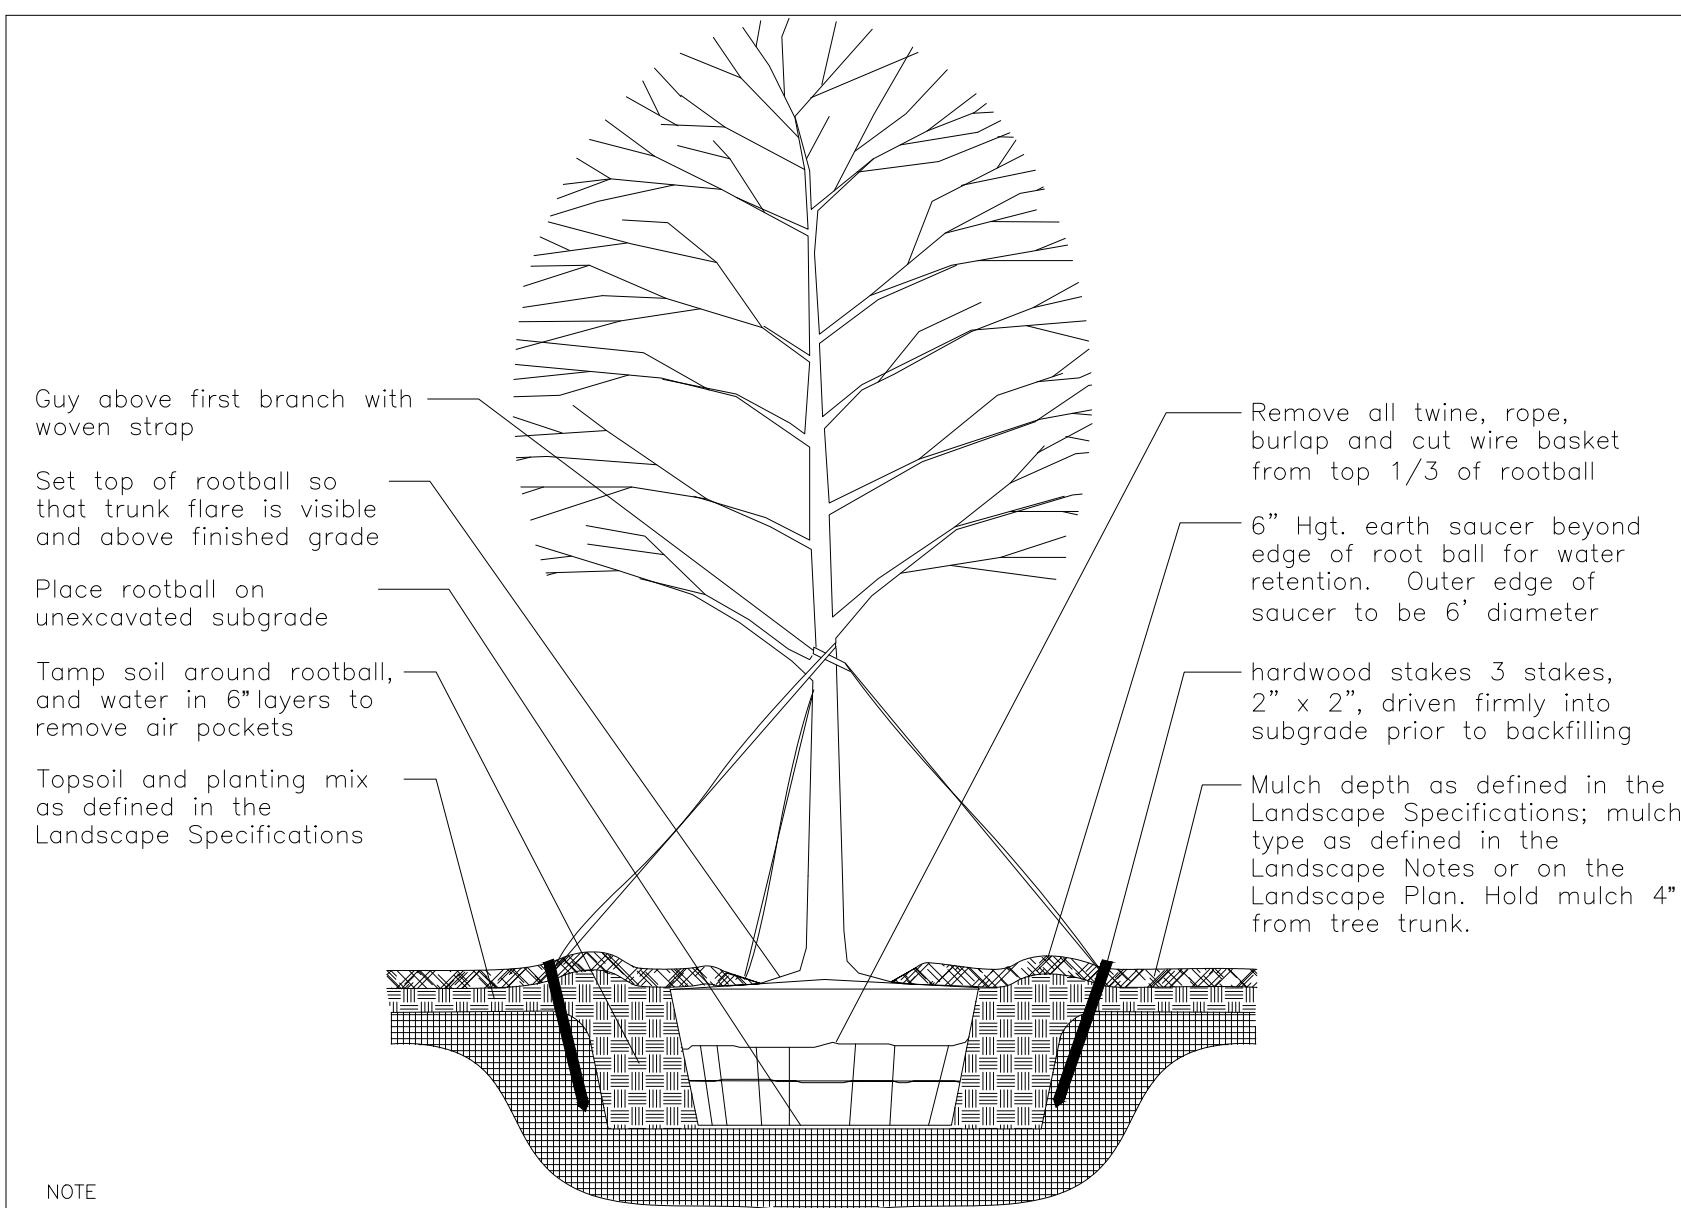 Guy above first branch with
woven strap
Set top of rootball so
that trunk flare is visible
and above finished grade
Place rootball on
unexcavated subgrade
Tamp soil around rootball,
and water in 6" layers to
remove air pockets
Topsoil and planting mix
as defined in the
Landscape Specifications
Remove all twine, rope,
burlap and cut wire basket
from top 1/3 of rootball
6" Hgt. earth saucer beyond
edge of root ball for water
retention. Outer edge of
saucer to be 6' diameter
hardwood stakes 3 stakes,
2" x 2", driven firmly into
subgrade prior to backfilling
Mulch depth as defined in the
Landscape Specifications; mulch
type as defined in the
Landscape Notes or on the
Landscape Plan. Hold mulch 4"
from tree trunk.
NOTE